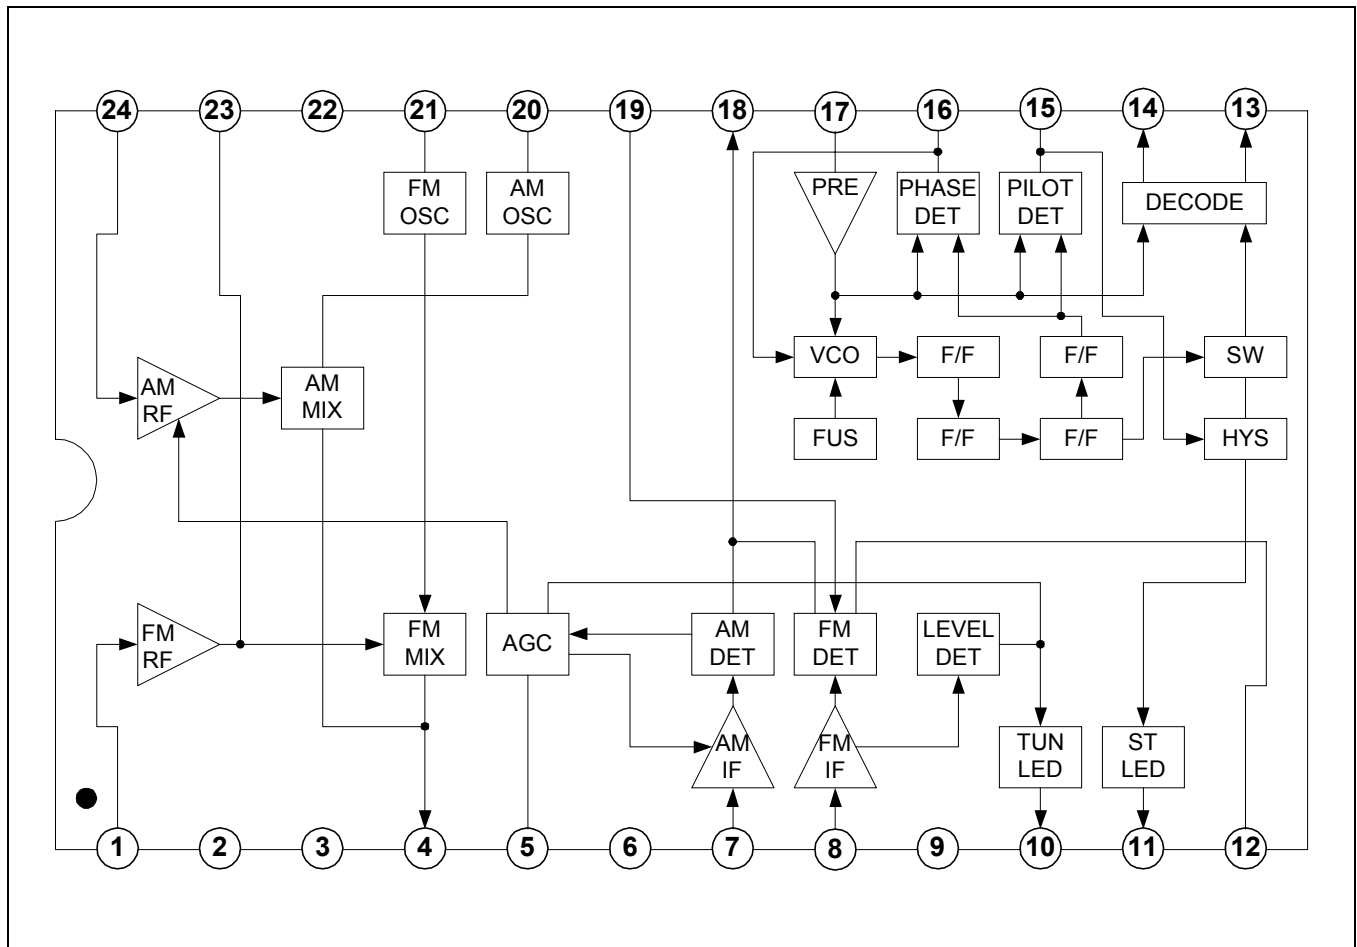 24 23 22 21 20 19 18 17 16 15 14 13
FM
OSC
AM
OSC
PRE
PHASE
DET
PILOT
DET
DECODE
VCO
F/F
F/F
SW
AM
RF
AM
MIX
FUS
F/F
F/F
HYS
FM
RF
FM
MIX
AGC
AM
DET
FM
DET
LEVEL
DET
AM
IF
FM
IF
TUN
LED
ST
LED
1 2 3 4 5 6 7 8 9 10 11 12